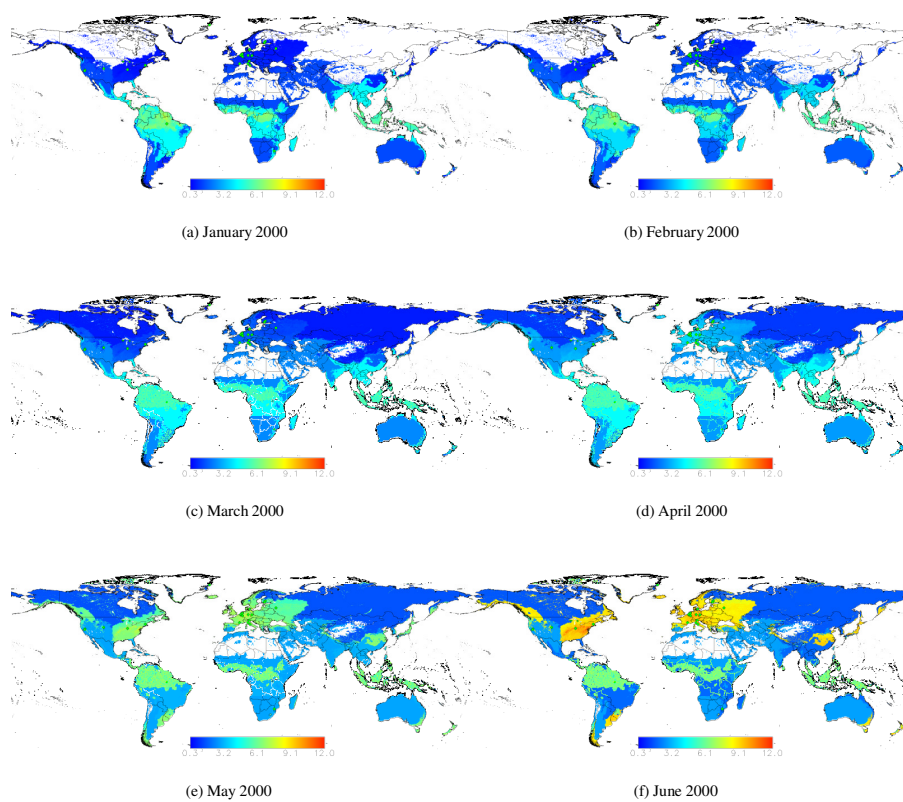 0.3 3.2 6.1 9.1 12.0
0.3 3.2 6.1 9.1 12.0
(a) January 2000
(b) February 2000
0.3 3.2 6.1 9.1 12.0
0.3 3.2 6.1 9.1 12.0
(c) March 2000
(d) April 2000
0.3 3.2 6.1 9.1 12.0
0.3 3.2 6.1 9.1 12.0
(e) May 2000
(f) June 2000